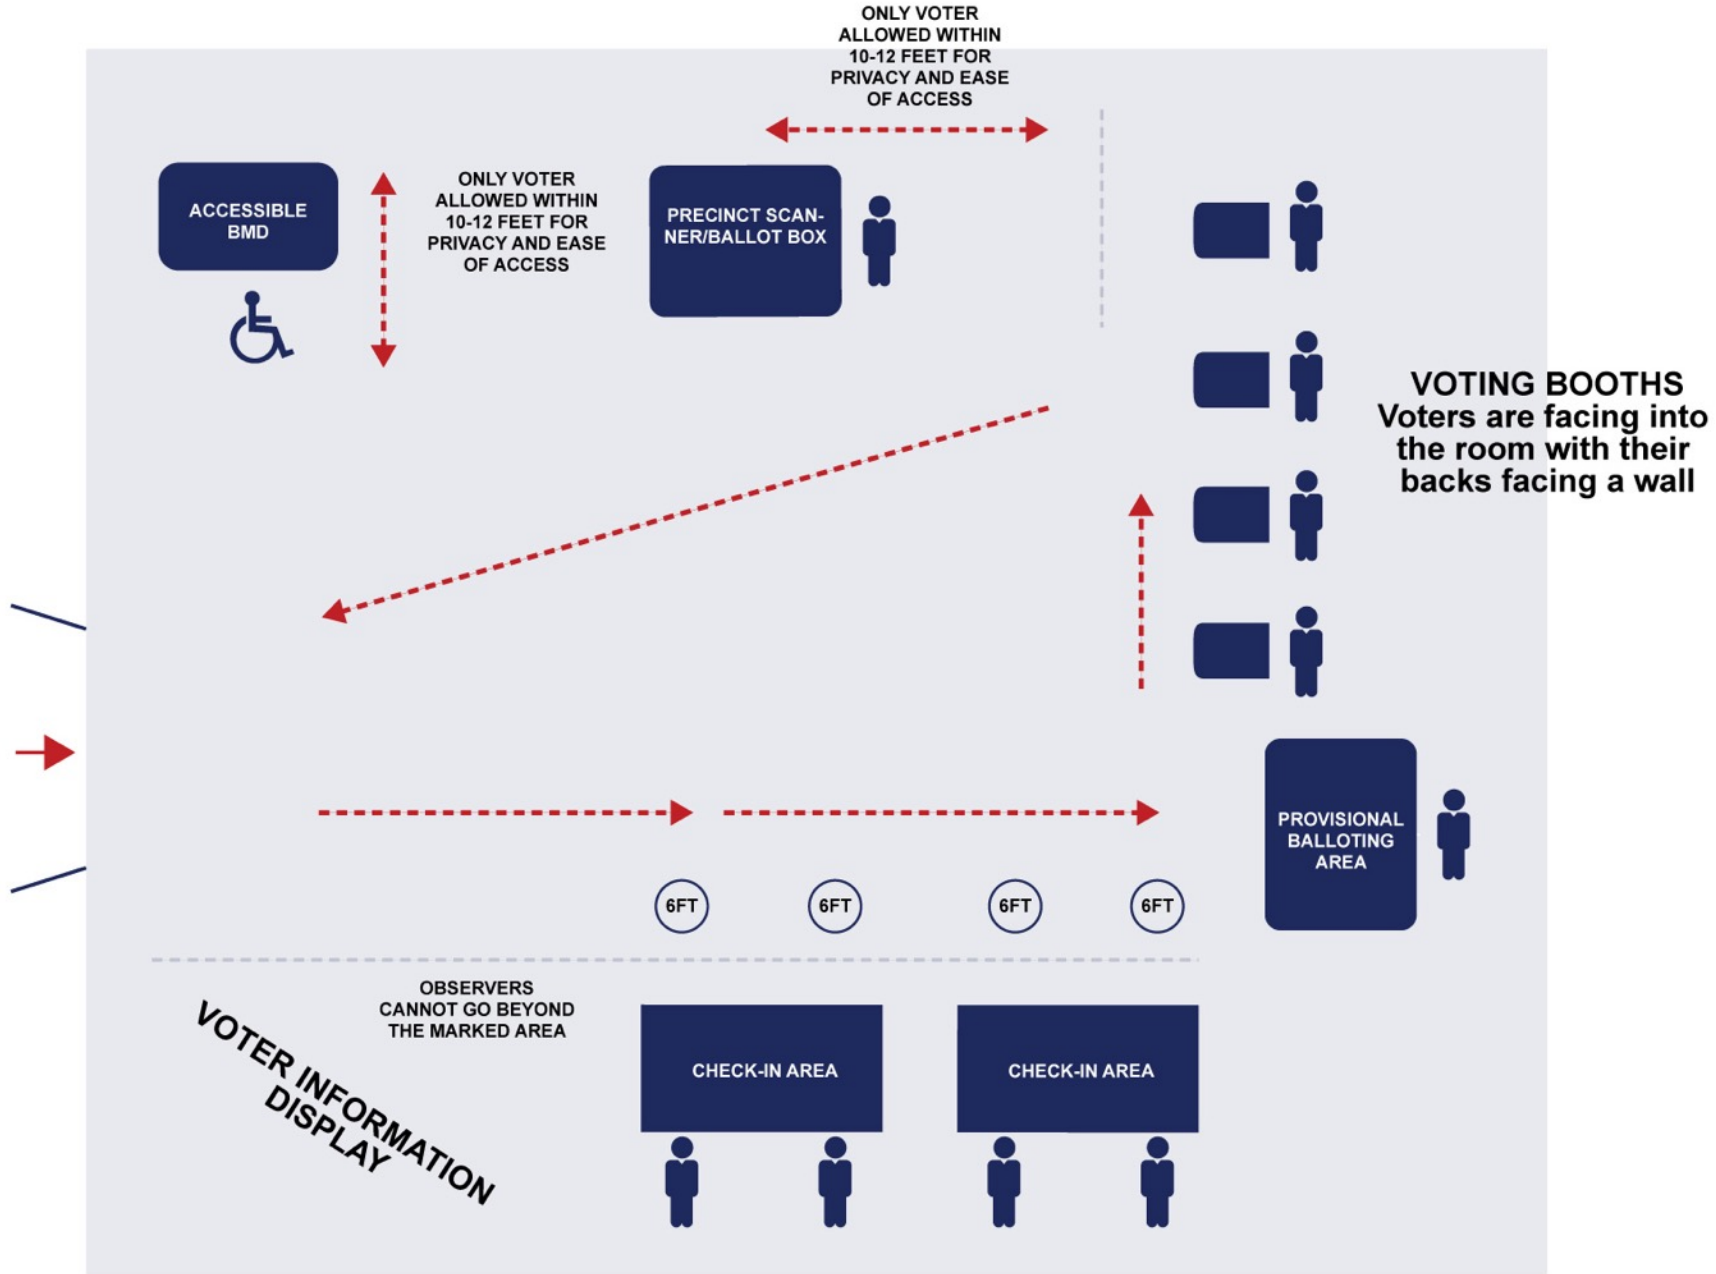 ONLY VOTER
ALLOWED WITHIN
10-12 FEET FOR
PRIVACY AND EASE
OF ACCESS
ACCESSIBLE
BMD
ONLY VOTER
ALLOWED WITHIN
10-12 FEET FOR
PRIVACY AND EASE
OF ACCESS
PRECINCT SCAN-
NER/BALLOT BOX
VOTING BOOTHS
Voters are facing into
the room with their
backs facing a wall
PROVISIONAL
BALLOTING
AREA
6FT
6FT
6FT
6FT
OBSERVERS
CANNOT GO BEYOND
THE MARKED AREA
VOTER INFORMATION
DISPLAY
CHECK-IN AREA
CHECK-IN AREA